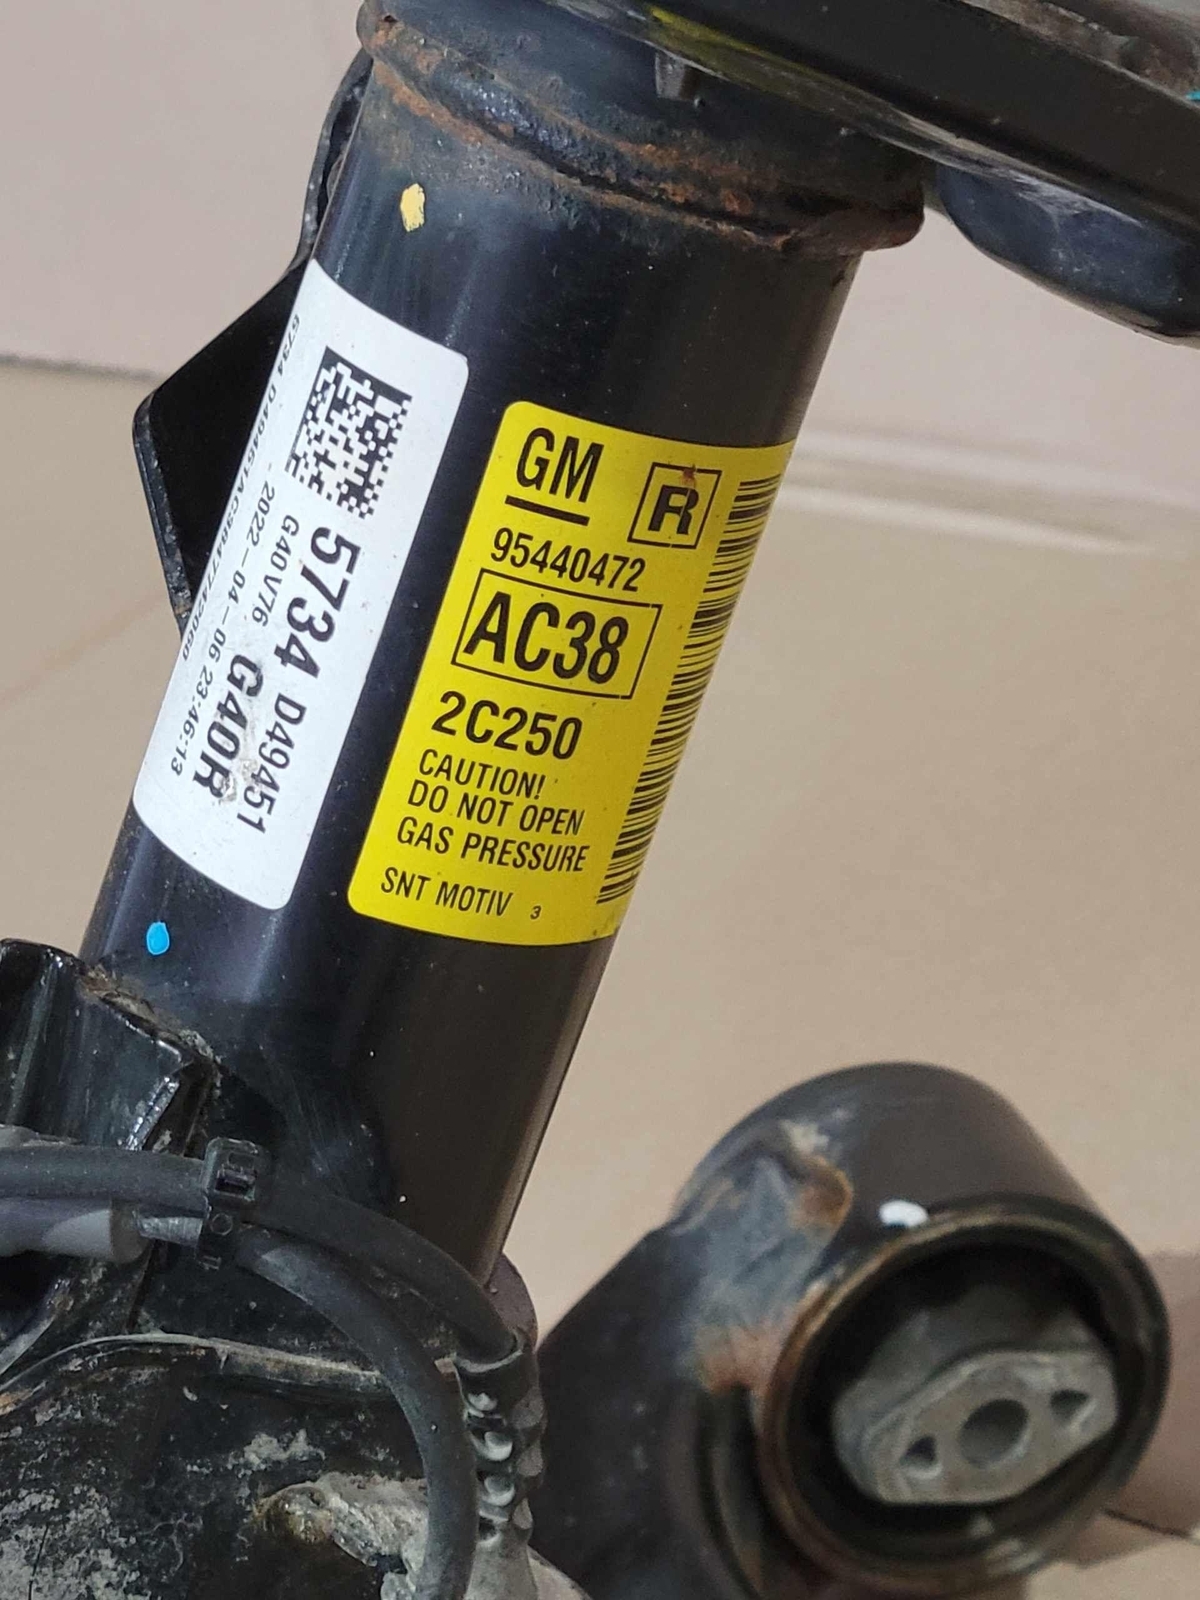 GM
R
95440472
AC38
2C250
CAUTION!
DO NOT OPEN
GAS PRESSURE
SNT MOTIV 3
5734 D49451
G40V76 G40R
2022-04-06 23:46:13